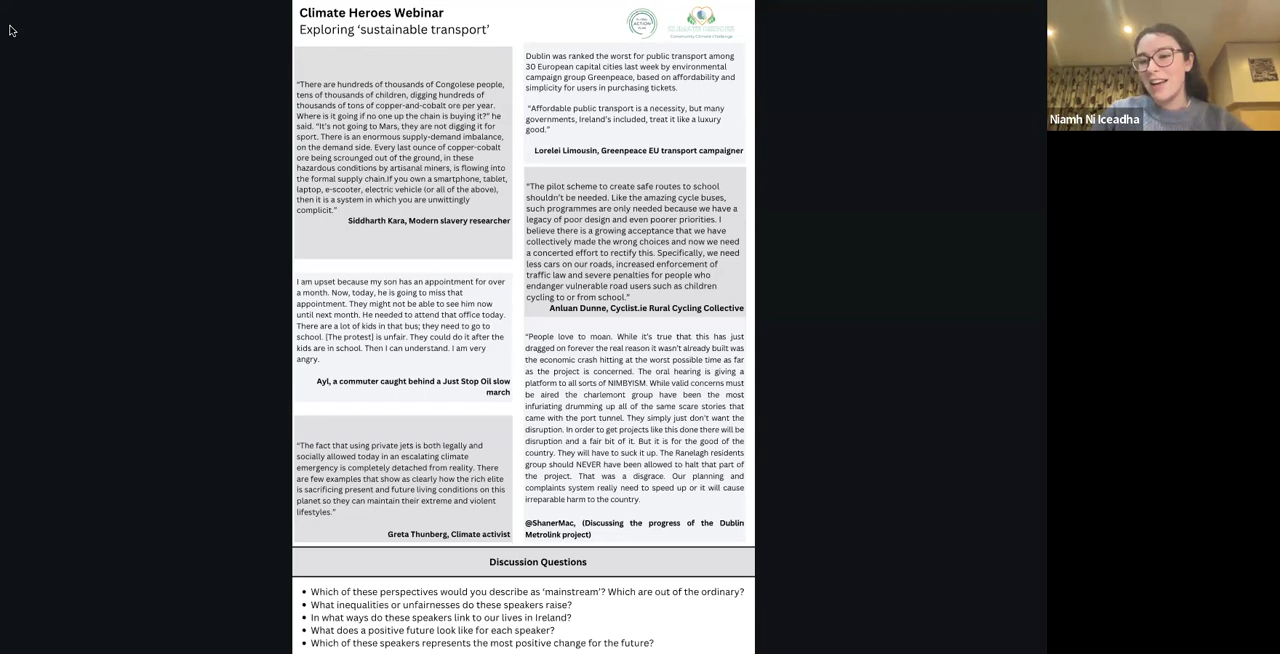 Climate Heroes Webinar
Exploring ‘sustainable transport’
“There are hundreds of thousands of Congolese people,
tens of thousands of children, digging hundreds of
thousands of tons of copper-and-cobalt ore per year.
Where is it going if no one up the chain is buying it?” he
said. “It's not going to Mars, they are not digging it for
sport. There is an enormous supply-demand imbalance,
on the demand side. Every last ounce of copper-cobalt
ore being scrounged out of the ground, in these
hazardous conditions by artisanal miners, is flowing into
the formal supply chain.If you own a smartphone, tablet,
laptop, e-scooter, electric vehicle (or all of the above),
then it is a system in which you are unwittingly
complicit.”
Siddharth Kara, Modern slavery researcher
I am upset because my son has an appointment for over
a month. Now, today, he is going to miss that
appointment. They might not be able to see him now
until next month. He needed to attend that office today.
There are a lot of kids in that bus; they need to go to
school. [The protest] is unfair. They could do it after the
kids are in school. Then I can understand. I am very
angry.
Ayl, a commuter caught behind a Just Stop Oil slow
march
“The fact that using private jets is both legally and
socially allowed today in an escalating climate
emergency is completely detached from reality. There
are few examples that show as clearly how the rich elite
is sacrificing present and future living conditions on this
planet so they can maintain their extreme and violent
lifestyles.”
Greta Thunberg, Climate activist
ACTION
CLIMATE HEROES
Community Climate Challenge
Dublin was ranked the worst for public transport among
30 European capital cities last week by environmental
campaign group Greenpeace, based on affordability and
simplicity for users in purchasing tickets.
“Affordable public transport is a necessity, but many
governments, Ireland's included, treat it like a luxury
good.”
Lorelei Limousin, Greenpeace EU transport campaigner
“The pilot scheme to create safe routes to school
shouldn't be needed. Like the amazing cycle buses,
such programmes are only needed because we have a
legacy of poor design and even poorer priorities. I
believe there is a growing acceptance that we have
collectively made the wrong choices and now we need
a concerted effort to rectify this. Specifically, we need
less cars on our roads, increased enforcement of
traffic law and severe penalties for people who
endanger vulnerable road users such as children
cycling to or from school.”
Anluan Dunne, Cyclist.ie Rural Cycling Collective
“People love to moan. While it's true that this has just
dragged on forever the real reason it wasn't already built was
the economic crash hitting at the worst possible time as far
as the project is concerned. The oral hearing is giving a
platform to all sorts of NIMBYISM. While valid concerns must
be aired the charlemont group have been the most
infuriating drumming up all of the same scare stories that
came with the port tunnel. They simply just don't want the
disruption. In order to get projects like this done there will be
disruption and a fair bit of it. But it is for the good of the
country. They will have to suck it up. The Ranelagh residents
group should NEVER have been allowed to halt that part of
the project. That was a disgrace. Our planning and
complaints system really need to speed up or it will cause
irreparable harm to the country.
@ShanerMac, (Discussing the progress of the Dublin
Metrolink project)
Discussion Questions
• Which of these perspectives would you describe as ‘mainstream’? Which are out of the ordinary?
• What inequalities or unfairnesses do these speakers raise?
• In what ways do these speakers link to our lives in Ireland?
• What does a positive future look like for each speaker?
• Which of these speakers represents the most positive change for the future?
Niamh Ni Iceadha